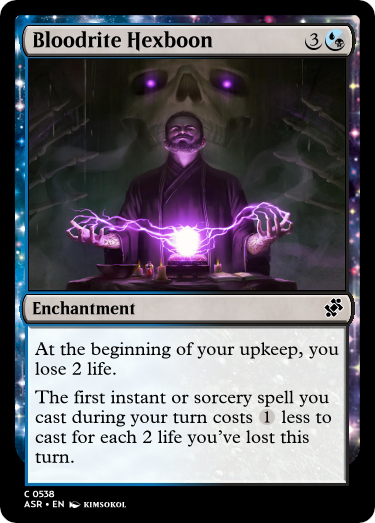 Bloodrite Hexboon 3
Enchantment
At the beginning of your upkeep, you
lose 2 life.
The first instant or sorcery spell you
cast during your turn costs 1 less to
cast for each 2 life you've lost this
turn.
C 0538
ASR • EN KIMSOKOL